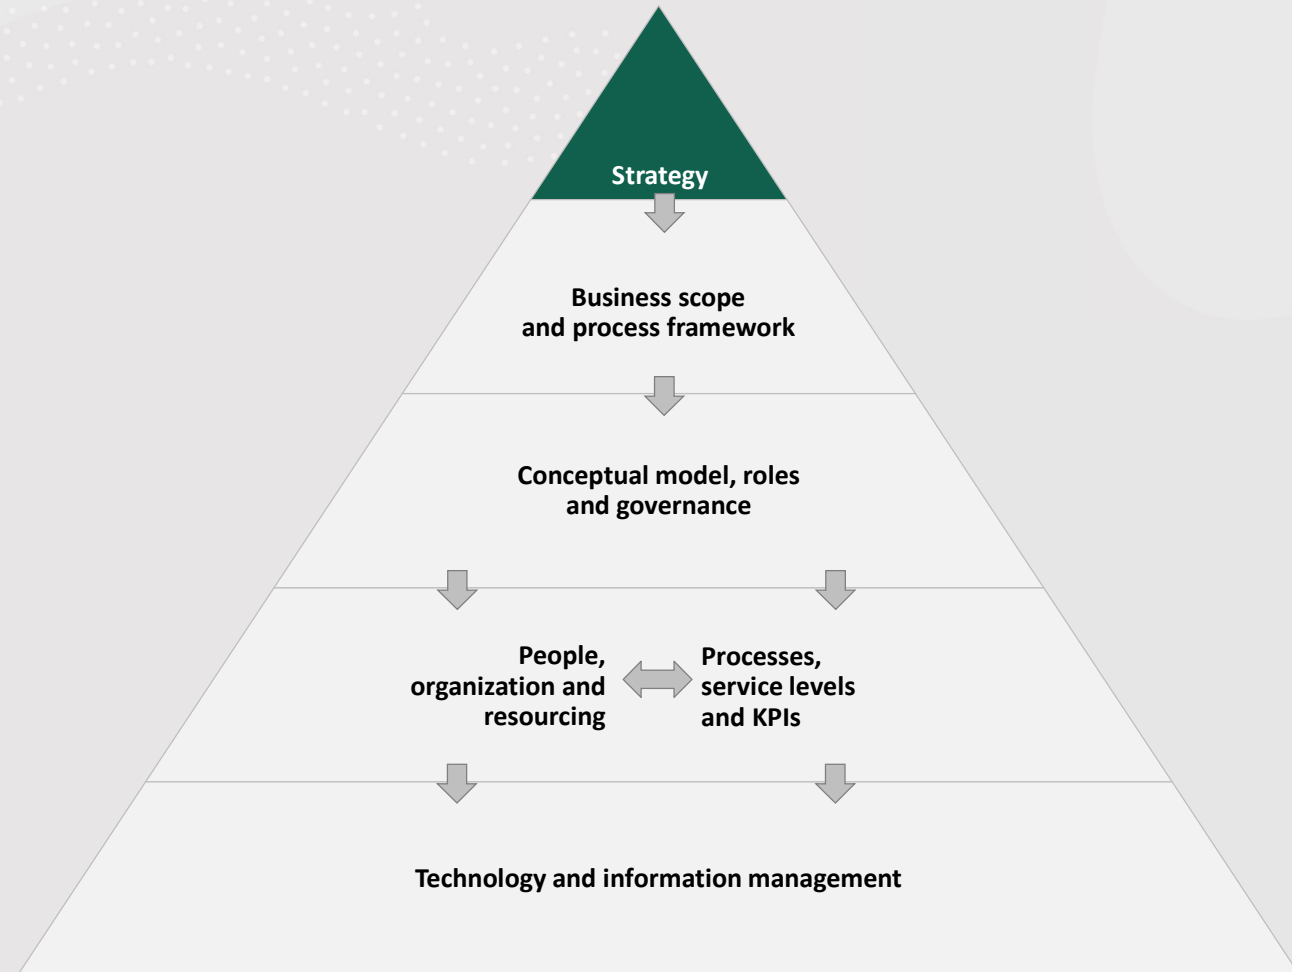 Strategy
Business scope
and process framework
Conceptual model, roles
and governance
People,
organization and
resourcing
Processes,
service levels
and KPIs
Technology and information management